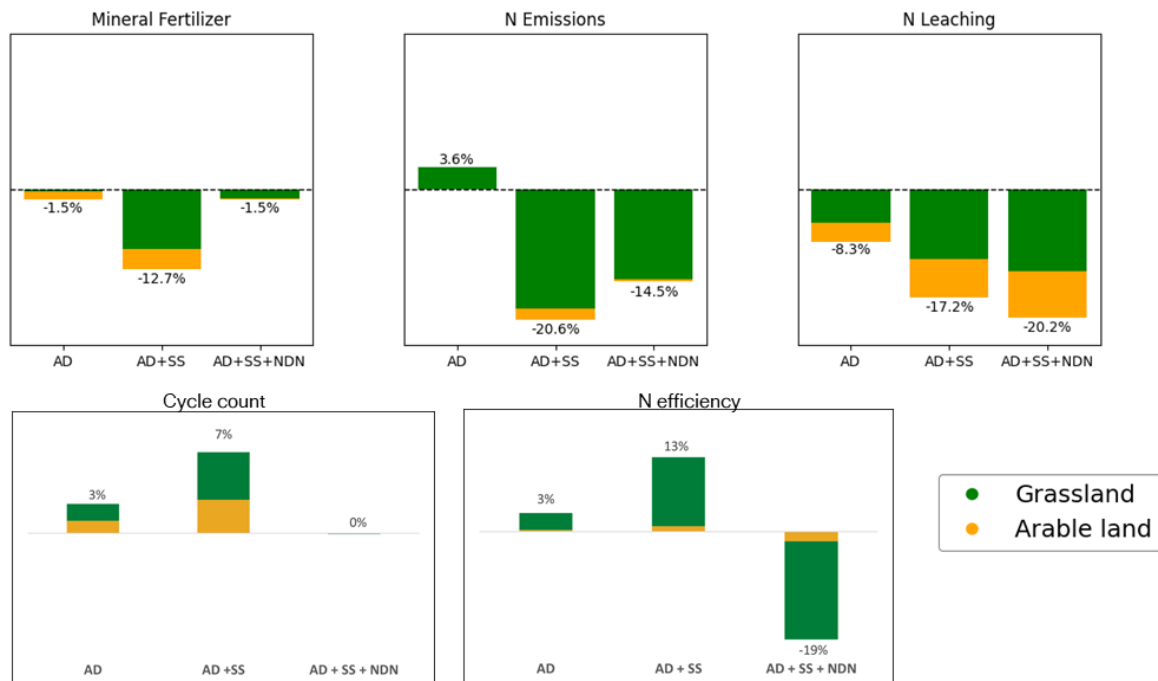 Mineral Fertilizer
-1.5%
-12.7%
-1.5%
AD
AD+SS
AD+SS+NDN
N Emissions
3.6%
-20.6%
-14.5%
AD
AD+SS
AD+SS+NDN
N Leaching
-8.3%
-17.2%
-20.2%
AD
AD+SS
AD+SS+NDN
Cycle count
3%
7%
0%
AD
AD +SS
AD + SS + NDN
N efficiency
3%
13%
-19%
AD
AD + SS
AD + SS + NDN
Grassland
Arable land